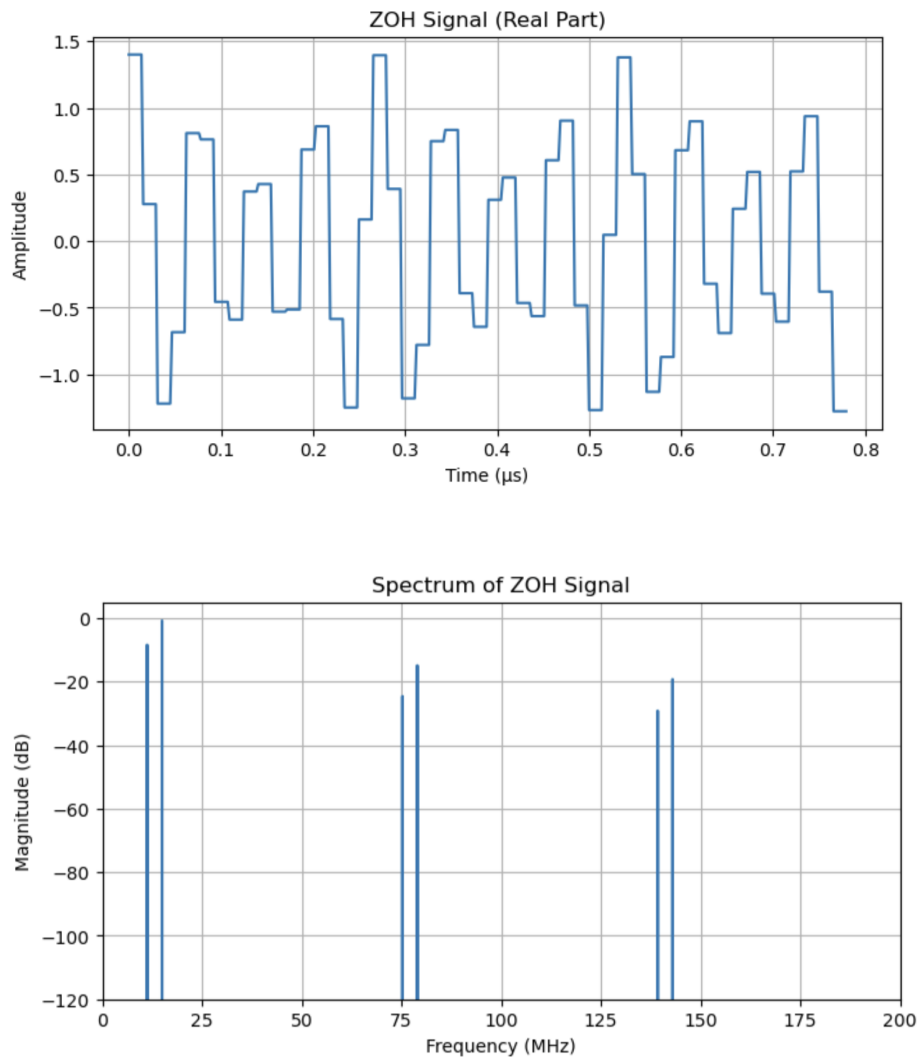 ZOH Signal (Real Part)
1.5
1.0
0.5
0.0
−0.5
−1.0
Amplitude
0.0 0.1 0.2 0.3 0.4 0.5 0.6 0.7 0.8
Time (μs)
Spectrum of ZOH Signal
0
−20
−40
−60
−80
−100
−120
Magnitude (dB)
0 25 50 75 100 125 150 175 200
Frequency (MHz)